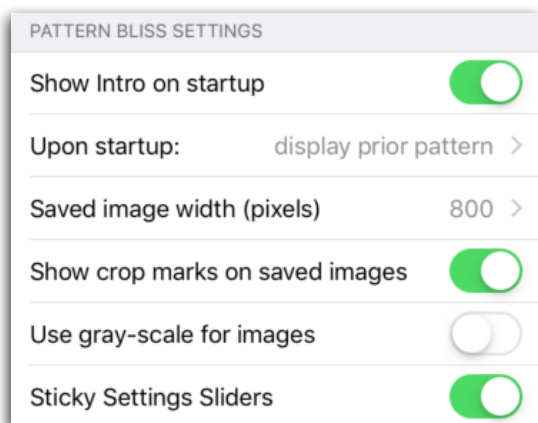 PATTERN BLISS SETTINGS
Show Intro on startup
Upon startup: display prior pattern
Saved image width (pixels) 800
Show crop marks on saved images
Use gray-scale for images
Sticky Settings Sliders